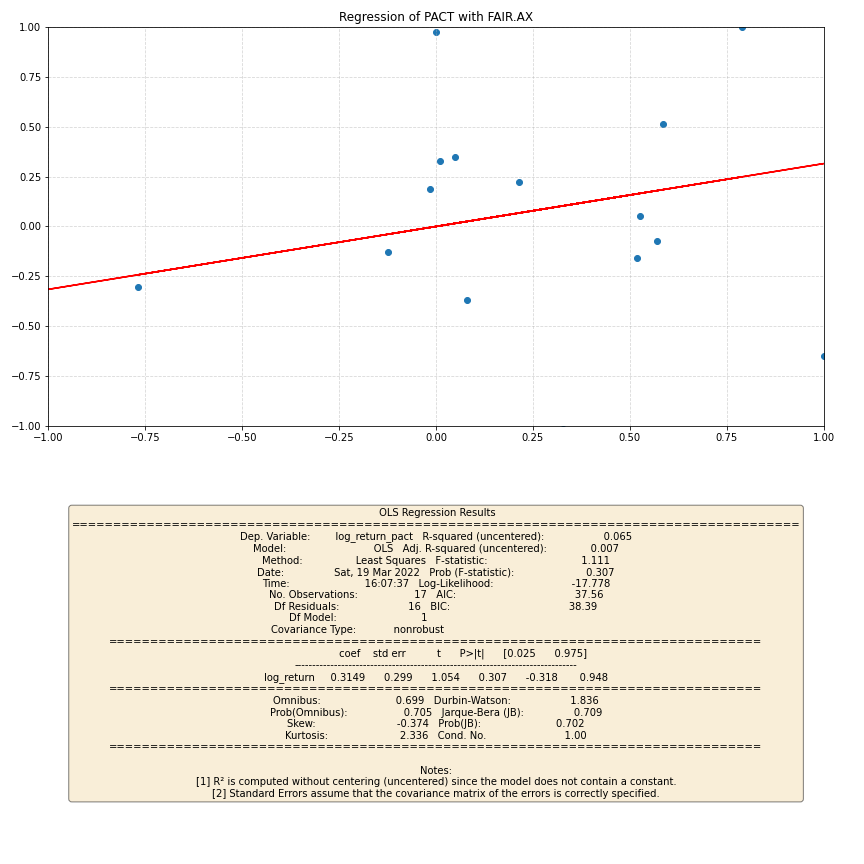 Regression of PACT with FAIR.AX
1.00
0.75
0.50
0.25
0.00
−0.25
−0.50
−0.75
−1.00
−1.00 −0.75 −0.50 −0.25 0.00 0.25 0.50 0.75 1.00
OLS Regression Results
==============================================================================
Dep. Variable: log_return_pact R-squared (uncentered): 0.065
Model: OLS Adj. R-squared (uncentered): 0.007
Method: Least Squares F-statistic: 1.111
Date: Sat, 19 Mar 2022 Prob (F-statistic): 0.307
Time: 16:07:37 Log-Likelihood: -17.778
No. Observations: 17 AIC: 37.56
Df Residuals: 16 BIC: 38.39
Df Model: 1
Covariance Type: nonrobust
==============================================================================
coef std err t P>|t| [0.025 0.975]
------------------------------------------------------------------------------
log_return 0.3149 0.299 1.054 0.307 -0.318 0.948
==============================================================================
Omnibus: 0.699 Durbin-Watson: 1.836
Prob(Omnibus): 0.705 Jarque-Bera (JB): 0.709
Skew: -0.374 Prob(JB): 0.702
Kurtosis: 2.336 Cond. No. 1.00
==============================================================================
Notes:
[1] R² is computed without centering (uncentered) since the model does not contain a constant.
[2] Standard Errors assume that the covariance matrix of the errors is correctly specified.